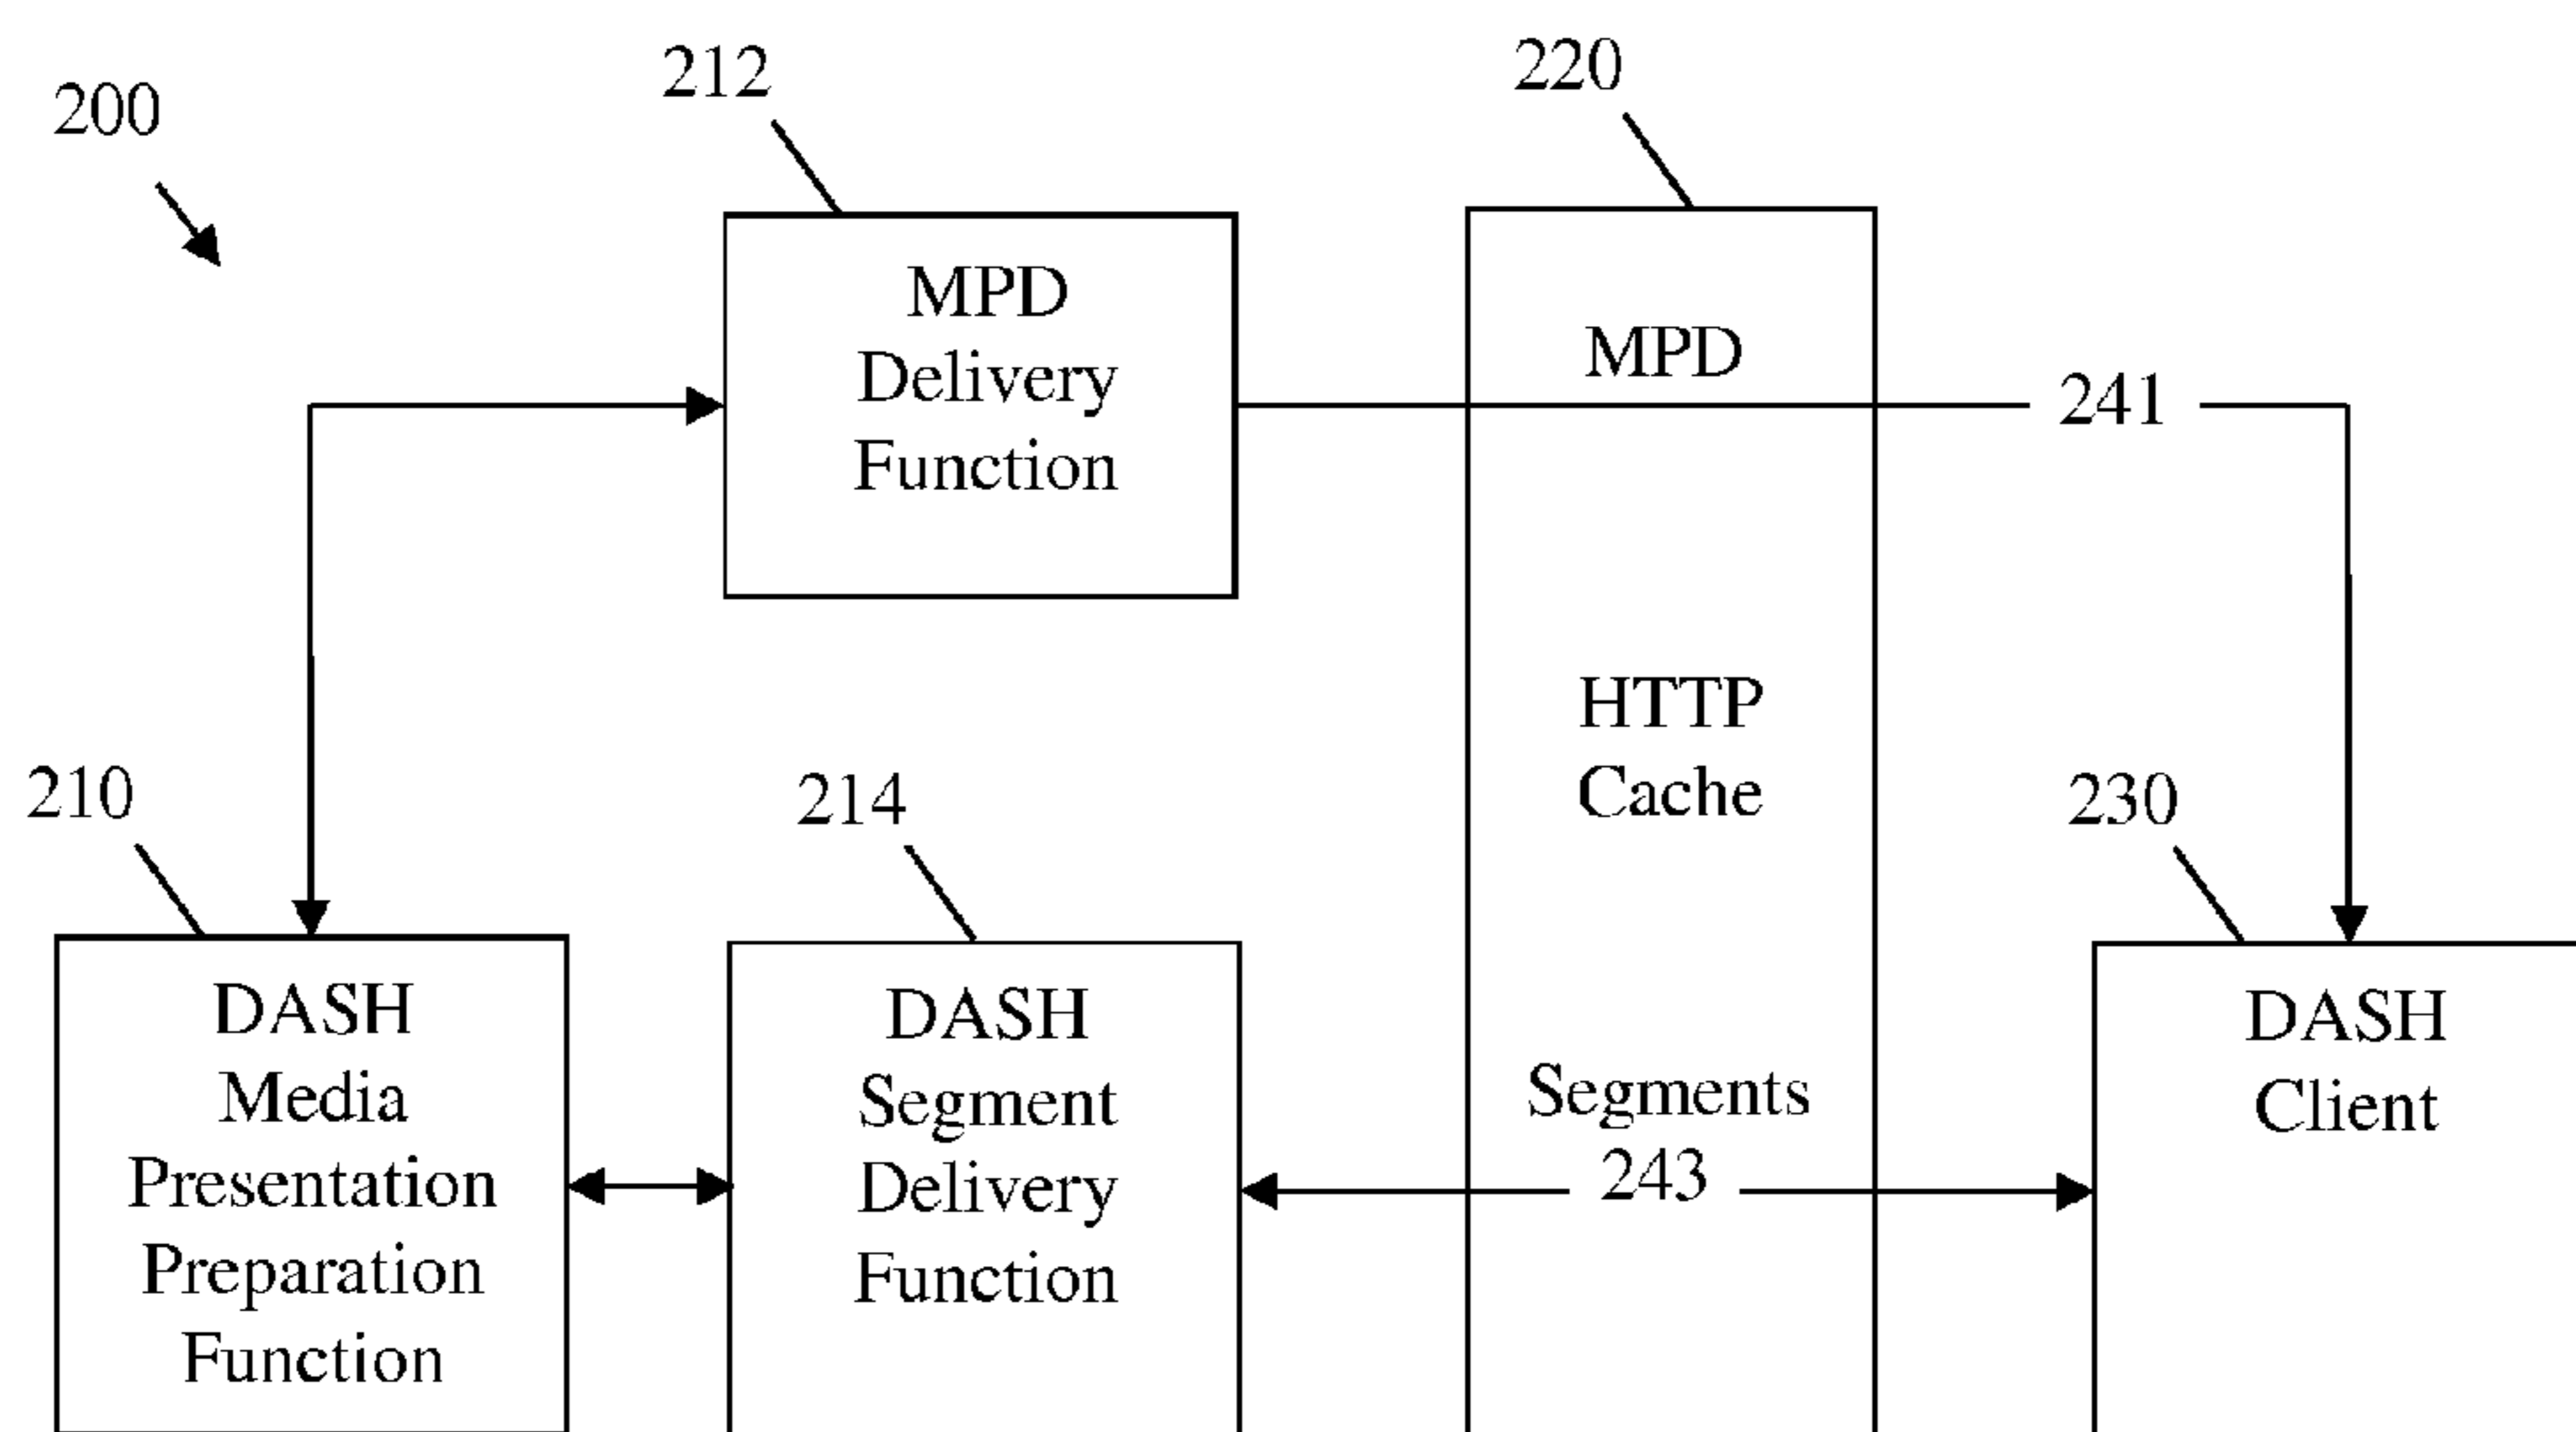 200
212
220
MPD
Delivery
Function
MPD
241
HTTP
Cache
210
214
230
DASH
Media
Presentation
Preparation
Function
DASH
Segment
Delivery
Function
Segments
243
DASH
Client